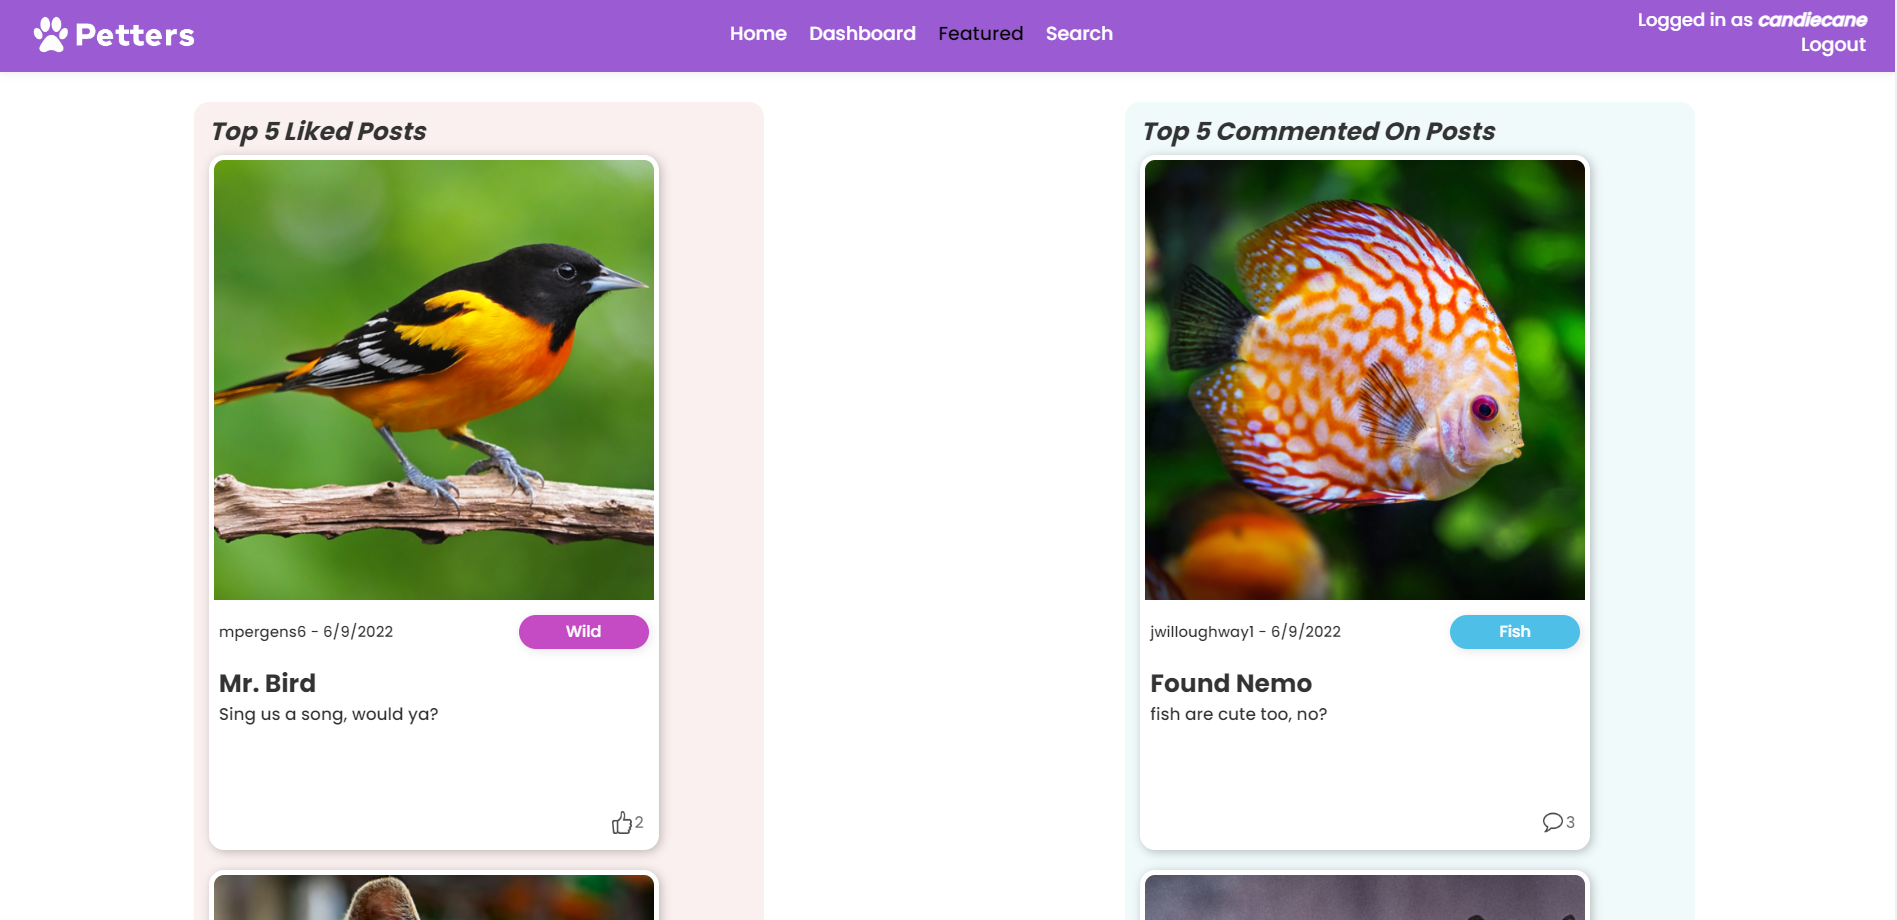 Petters
Home Dashboard Featured Search
Logged in as candiecane
Logout
Top 5 Liked Posts
mpergens6 - 6/9/2022
Wild
Mr. Bird
Sing us a song, would ya?
2
Top 5 Commented On Posts
jwilloughway1 - 6/9/2022
Fish
Found Nemo
fish are cute too, no?
3